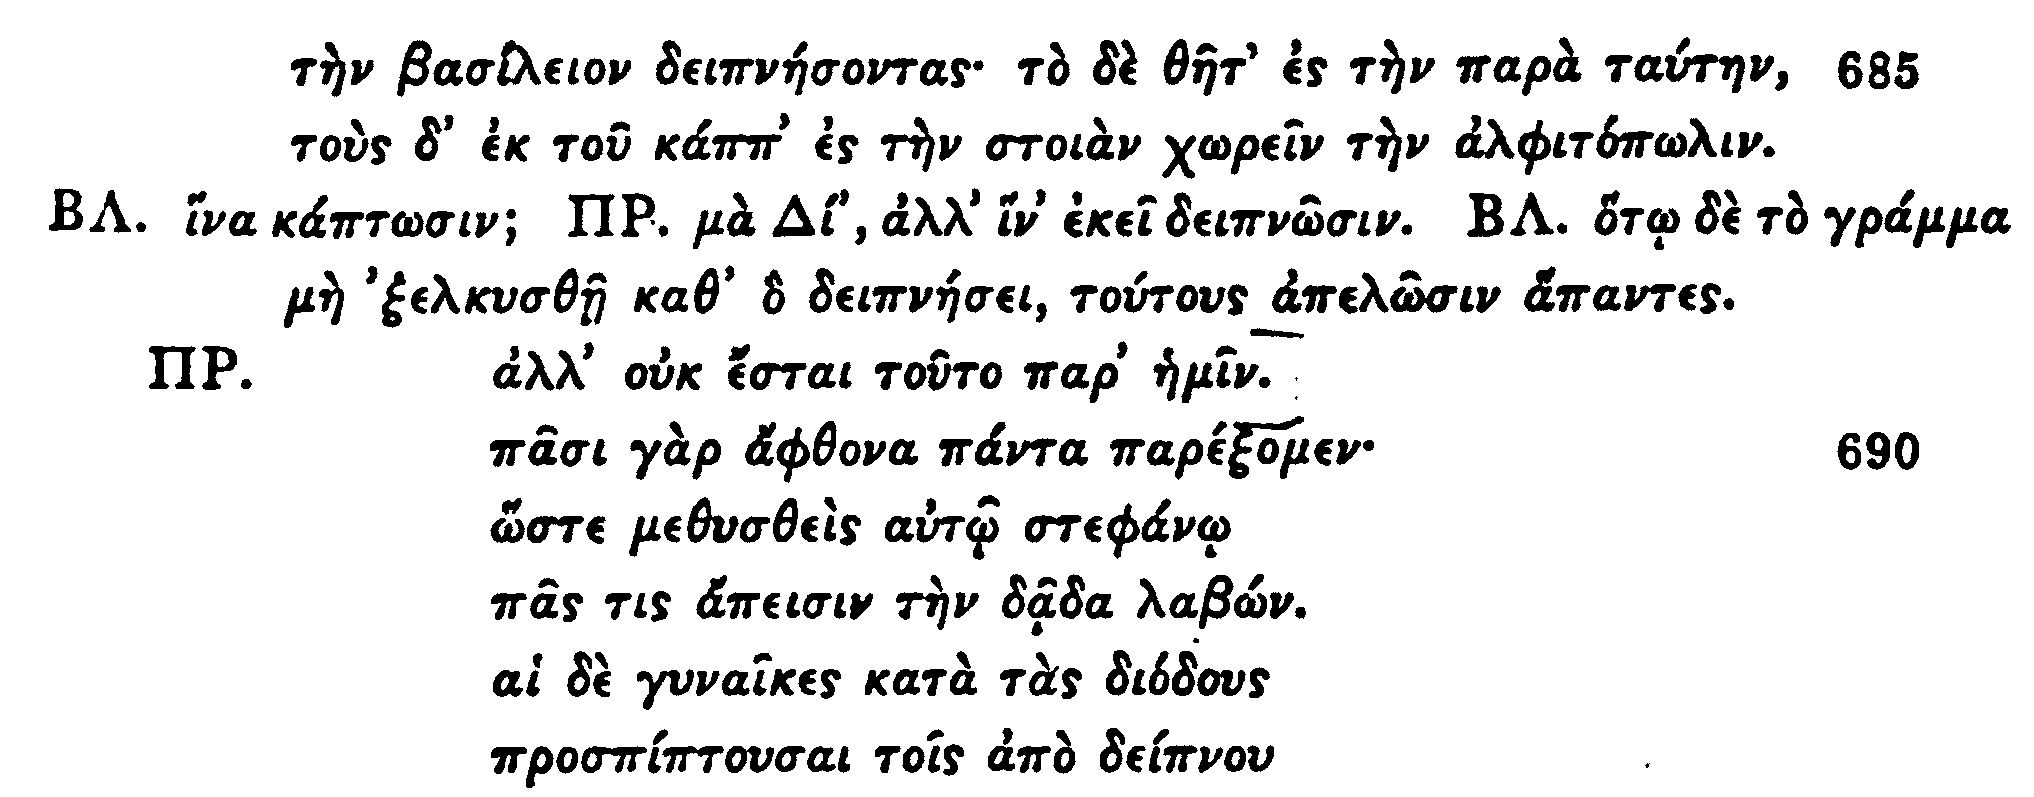 τὴν βασίλειον δειπνήσοντας· τὸ δὲ θῆτ’ ἐς τὴν παρὰ ταύτην, 685
τοὺς δ’ ἐκ τοῦ κάππ’ ἐς τὴν στοιὰν χωρεῖν τὴν ἀλφιτόπωλιν.
ΒΛ. ἵνα κάπτωσιν; ΠΡ. μὰ Δί’, ἀλλ’ ἵν’ ἐκεῖ δειπνῶσιν. ΒΛ. ὅτῳ δὲ τὸ γράμμα
μὴ ’ξελκυσθῇ καθ’ ὃ δειπνήσει, τούτους ἀπελῶσιν ἅπαντες.
ΠΡ. ἀλλ’ οὐκ ἔσται τοῦτο παρ’ ἡμῖν.
πᾶσι γὰρ ἄφθονα πάντα παρέξομεν· 690
ὥστε μεθυσθεὶς αὐτῷ στεφάνῳ
πᾶς τις ἄπεισιν τὴν δᾷδα λαβών.
αἱ δὲ γυναῖκες κατὰ τὰς διόδους
προσπίπτουσαι τοῖς ἀπὸ δείπνου